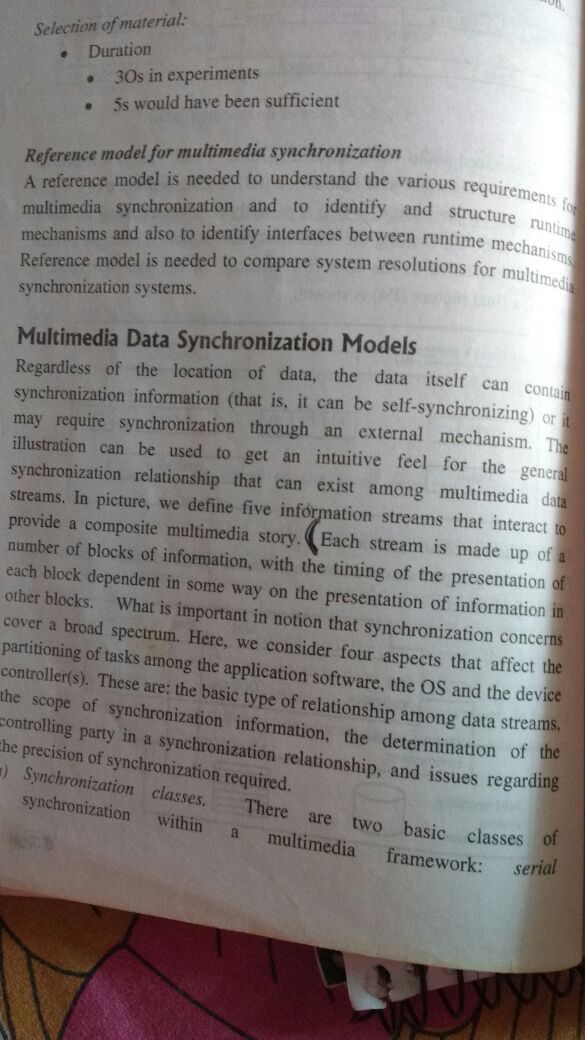 Selection of material:
• Duration
• 3Os in experiments
• 5s would have been sufficient
Reference model for multimedia synchronization
A reference model is needed to understand the various requirements for
multimedia synchronization and to identify and structure runtime
mechanisms and also to identify interfaces between runtime mechanisms.
Reference model is needed to compare system resolutions for multimedia
synchronization systems.
Multimedia Data Synchronization Models
Regardless of the location of data, the data itself can contain
synchronization information (that is, it can be self-synchronizing) or it
may require synchronization through an external mechanism. The
illustration can be used to get an intuitive feel for the general
synchronization relationship that can exist among multimedia data
streams. In picture, we define five information streams that interact to
provide a composite multimedia story. Each stream is made up of a
number of blocks of information, with the timing of the presentation of
each block dependent in some way on the presentation of information in
other blocks. What is important in notion that synchronization concerns
cover a broad spectrum. Here, we consider four aspects that affect the
partitioning of tasks among the application software, the OS and the device
controller(s). These are: the basic type of relationship among data streams,
the scope of synchronization information, the determination of the
controlling party in a synchronization relationship, and issues regarding
the precision of synchronization required.
) Synchronization classes. There are two basic classes of
synchronization within a multimedia framework: serial